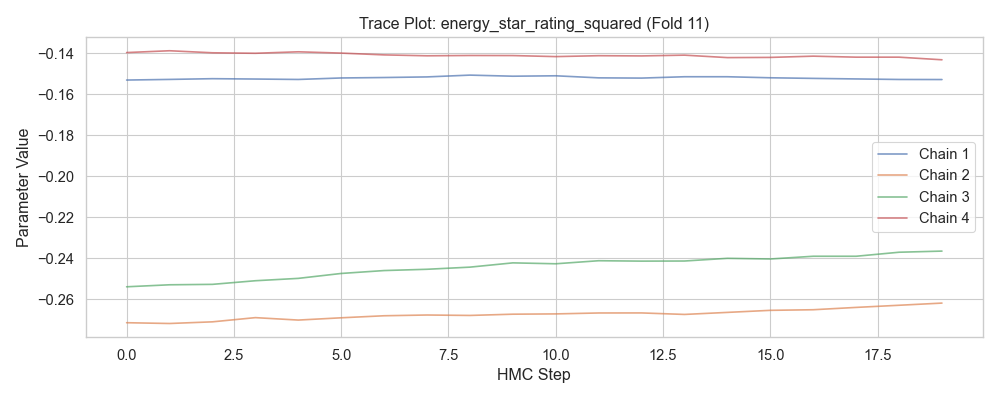 Trace Plot: energy_star_rating_squared (Fold 11)
Parameter Value
−0.14
−0.16
−0.18
−0.20
−0.22
−0.24
−0.26
Chain 1
Chain 2
Chain 3
Chain 4
0.0 2.5 5.0 7.5 10.0 12.5 15.0 17.5
HMC Step